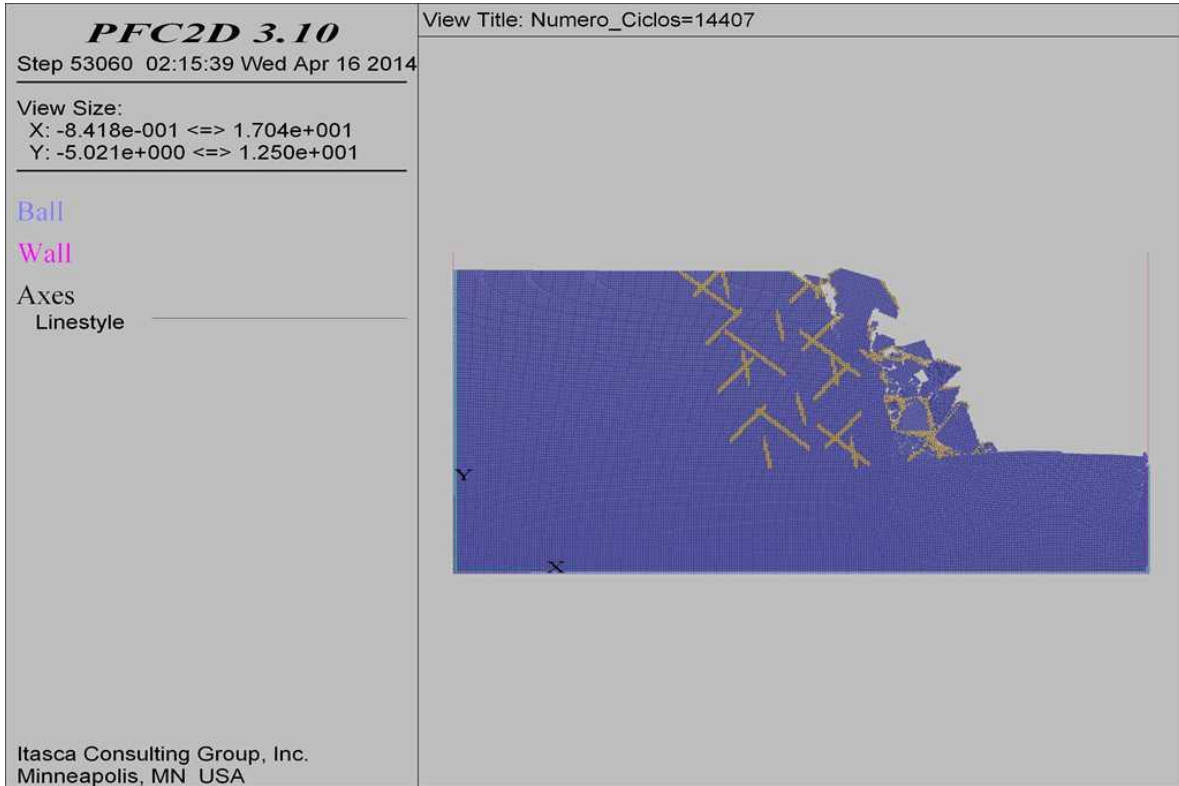 PFC2D 3.10
Step 53060  02:15:39 Wed Apr 16 2014
View Size:
X: -8.418e-001 <=> 1.704e+001
Y: -5.021e+000 <=> 1.250e+001
Ball
Wall
Axes
Linestyle
Itasca Consulting Group, Inc.
Minneapolis, MN  USA
View Title: Numero_Ciclos=14407
Y
X